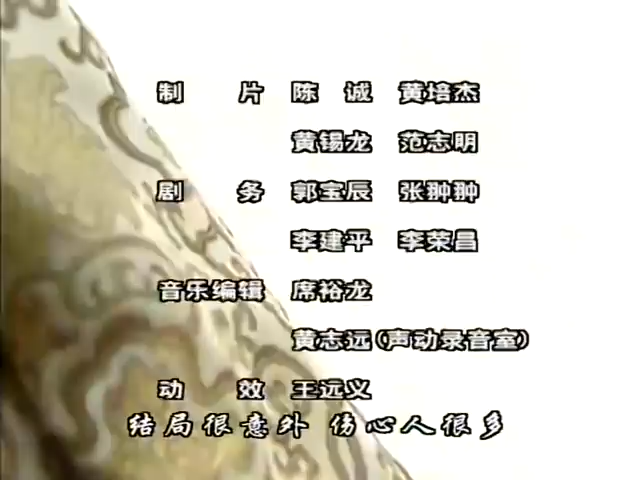 制 片 陈 诚 黄培杰
黄锡龙 范志明
剧 务 郭宝辰 张翀翀
李建平 李荣昌
音乐编辑 席裕龙
黄志远(声动录音室)
动 效 王远义
结局很意外 伤心人很多